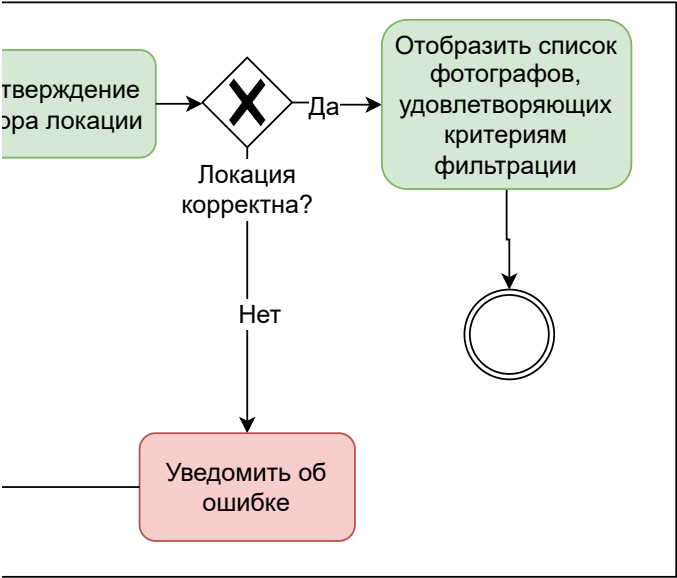 тверждение
ора локации
Да
Отобразить список
фотографов,
удовлетворяющих
критериям
фильтрации
Локация
корректна?
Нет
Уведомить об
ошибке